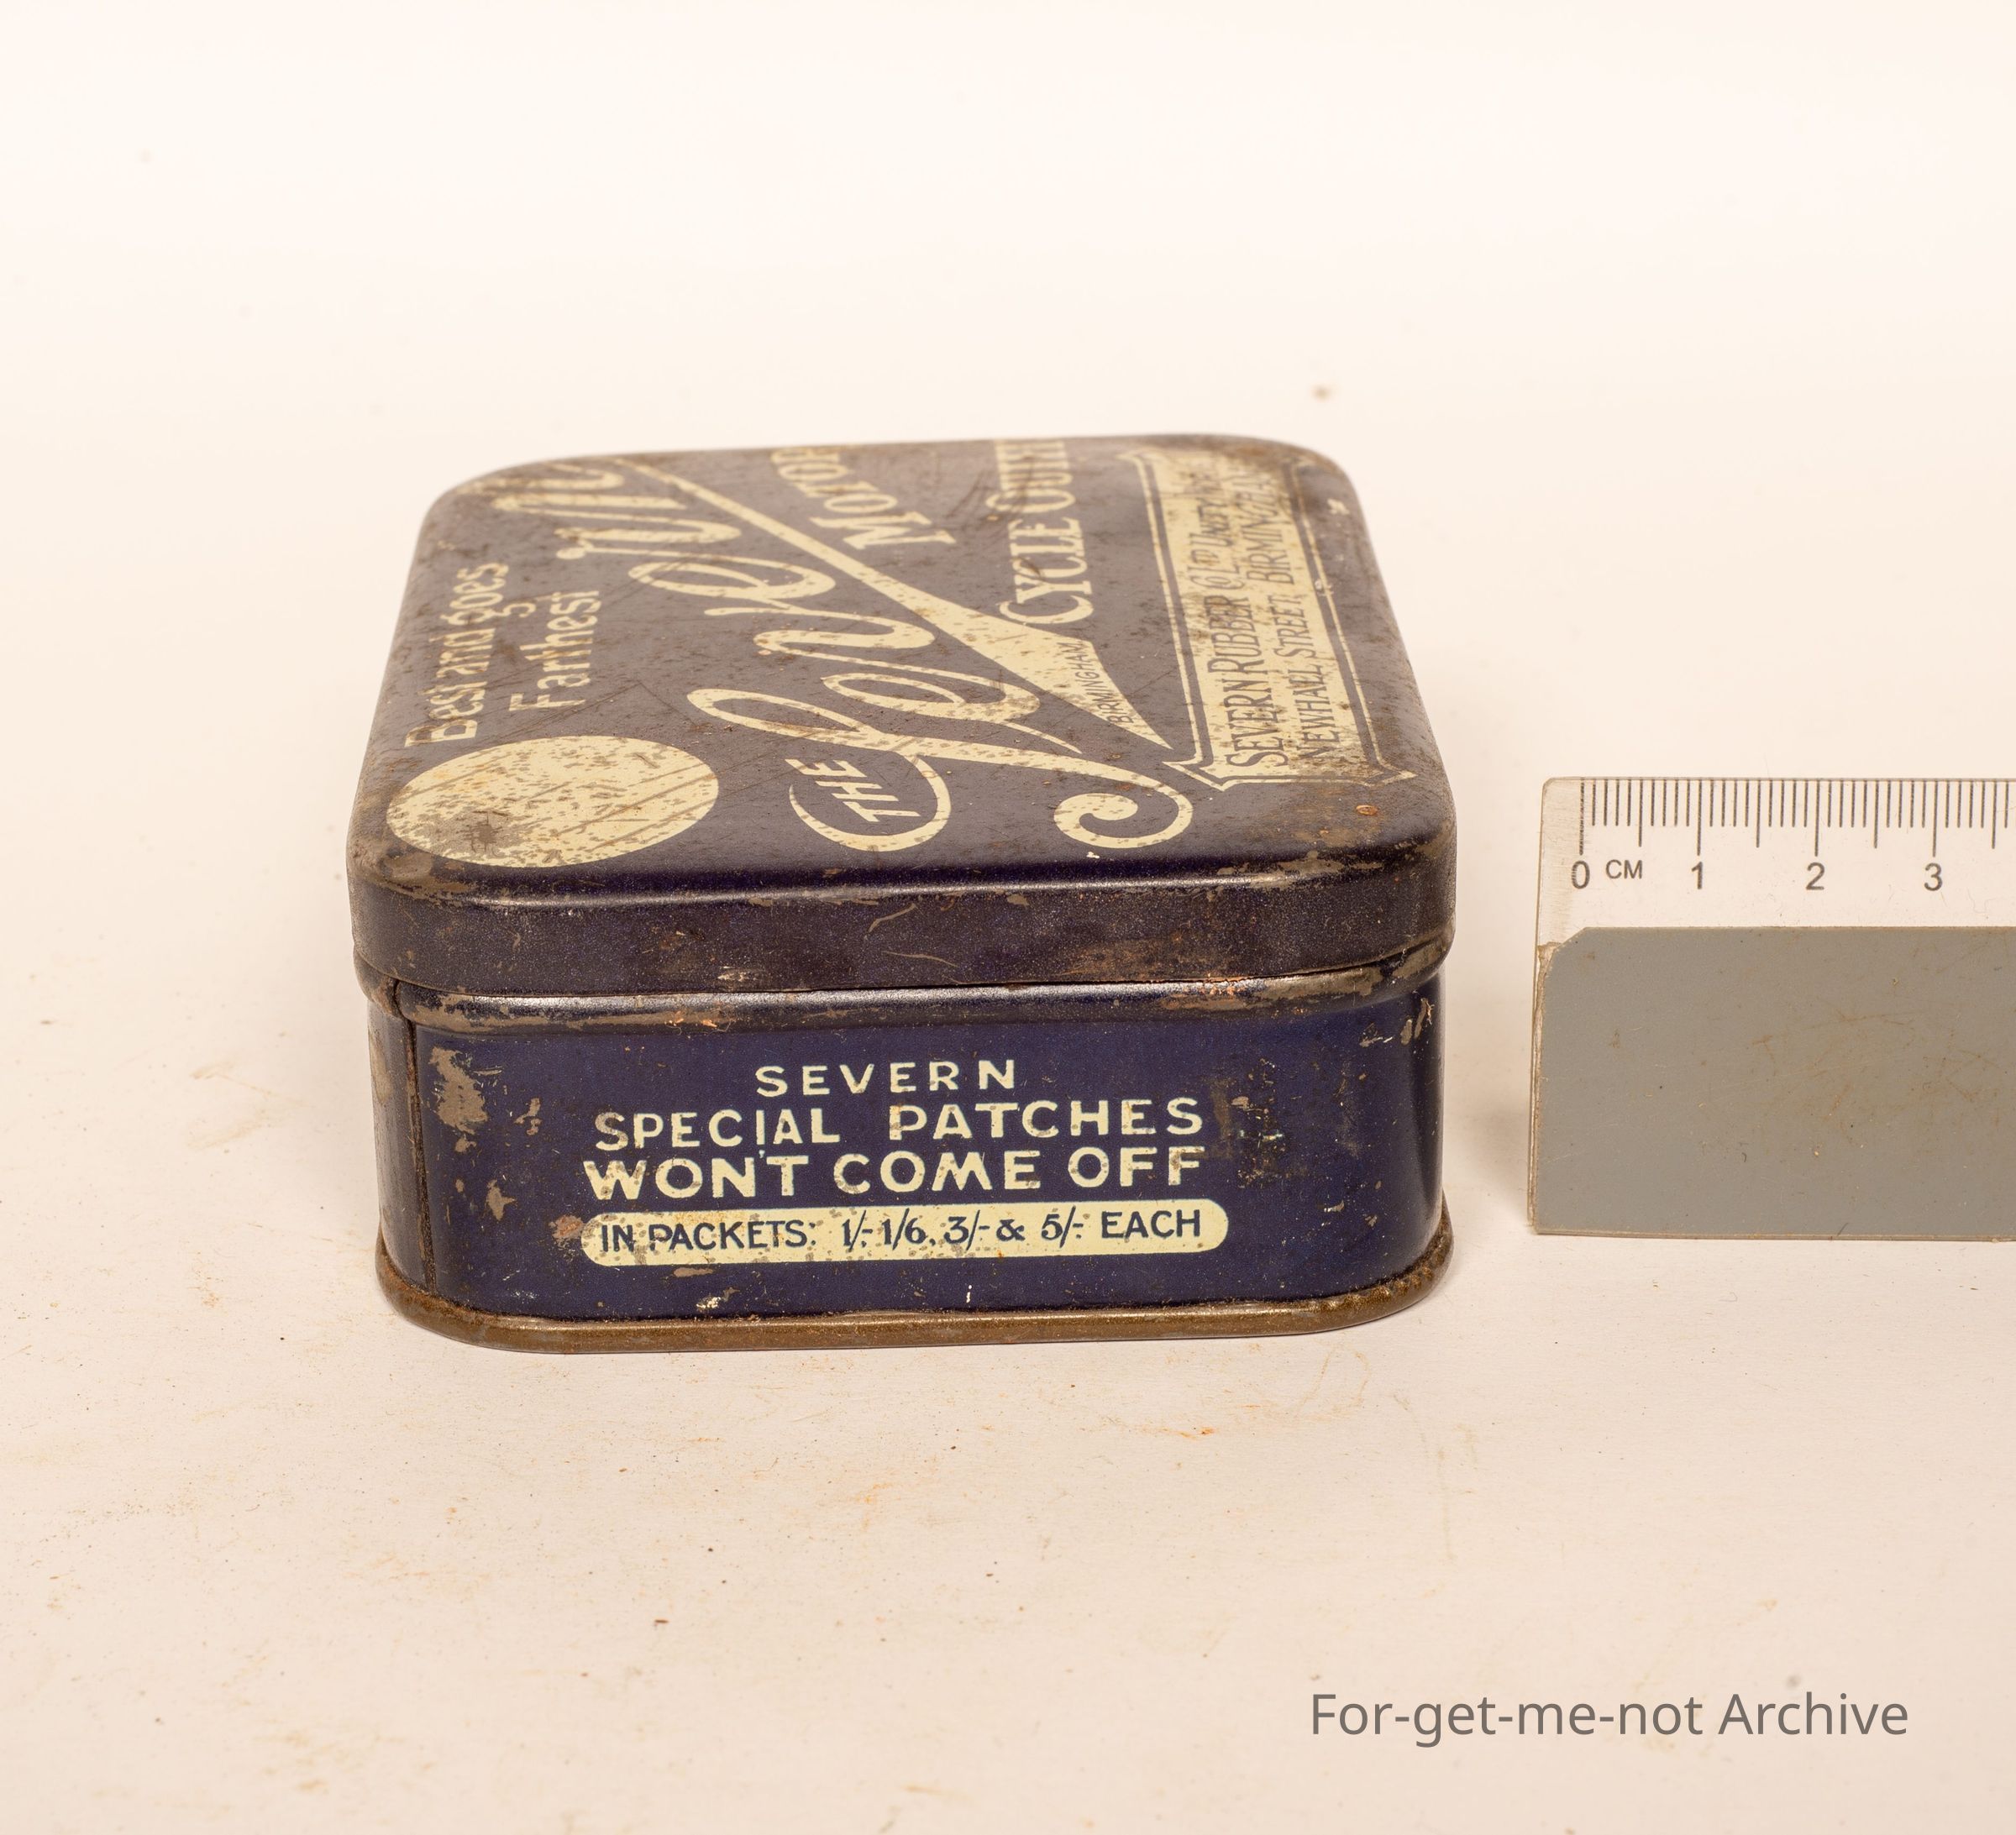 Best and goes
Farthest
THE
Severn
MOTOR
CYCLE OUTFIT
BIRMINGHAM
SEVERN RUBBER CO LTD UNITY
NEWHALL STREET, BIRMINGHAM
SEVERN
SPECIAL PATCHES
WON'T COME OFF
IN PACKETS: 1/- 1/6, 3/- & 5/- EACH
0 CM 1 2 3
For-get-me-not Archive